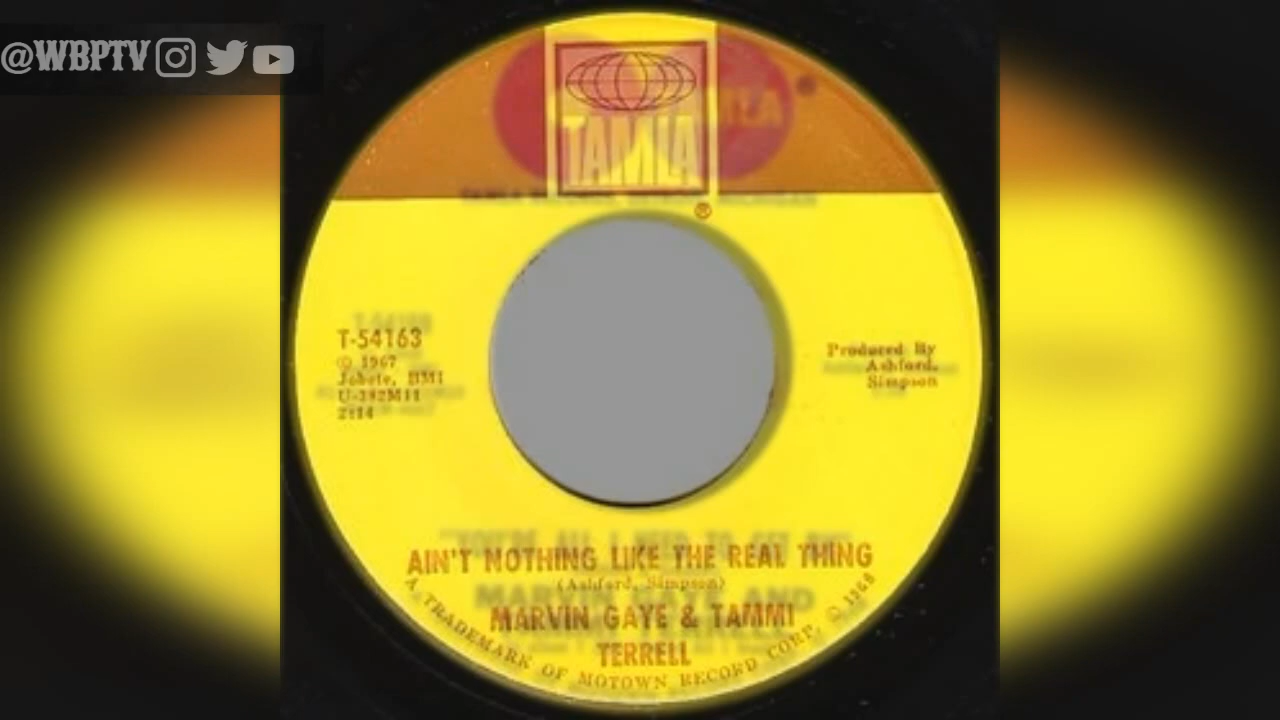 @WBPTV
TAMLA
®
T-54163
℗ 1967
Jobete, BMI
2:14
Produced By
Ashford,
Simpson
AIN'T NOTHING LIKE THE REAL THING
(Ashford, Simpson)
MARVIN GAYE & TAMMI
TERRELL
A TRADEMARK OF MOTOWN RECORD CORP. © 1968